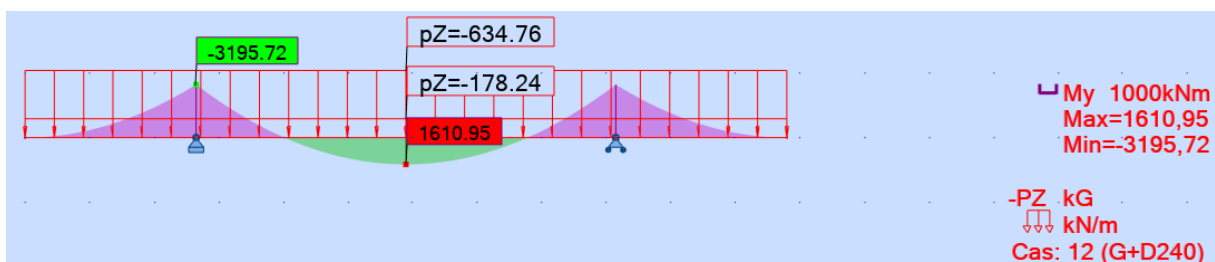 pZ=-634.76
-3195.72
pZ=-178.24
1610.95
My 1000kNm
Max=1610,95
Min=-3195,72
-PZ kG
kN/m
Cas: 12 (G+D240)